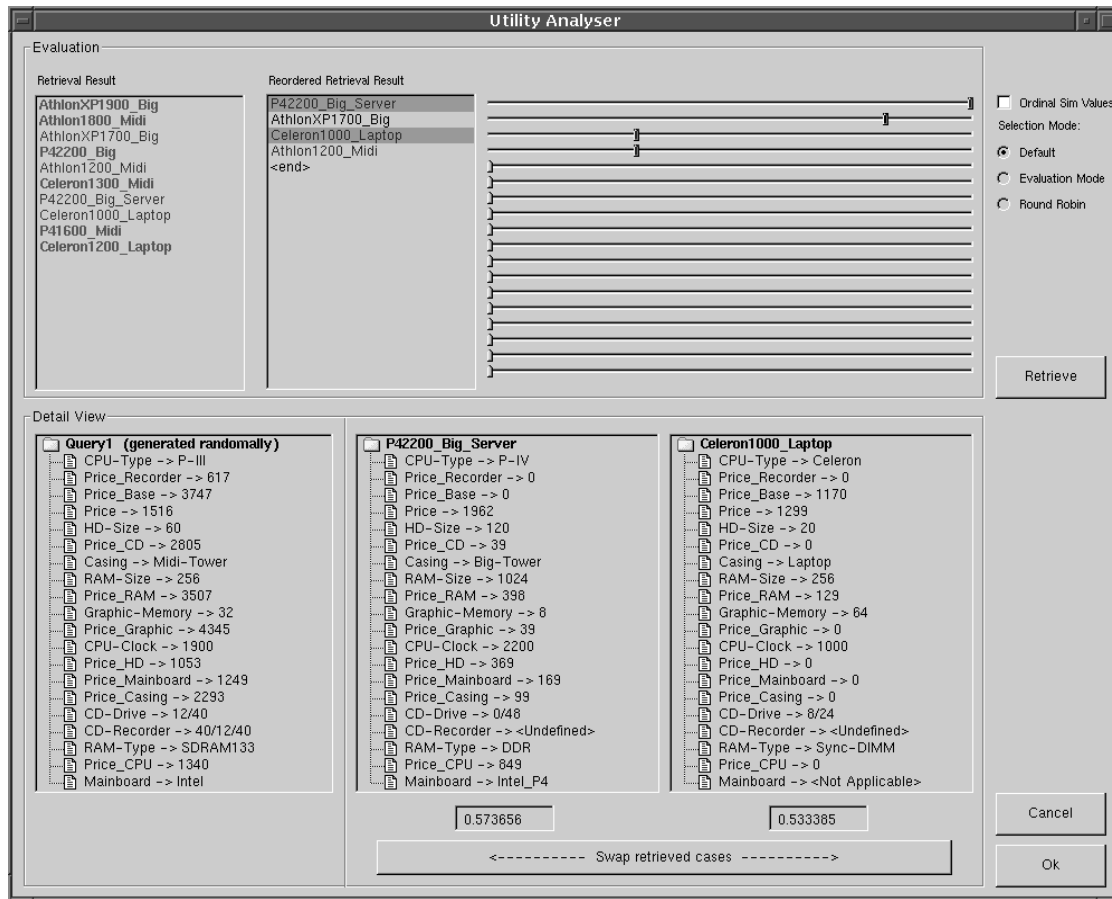 Utility Analyser
Evaluation
Retrieval Result
AthlonXP1900_Big
Athlon1800_Midi
AthlonXP1700_Big
P42200_Big
Athlon1200_Midi
Celeron1300_Midi
P42200_Big_Server
Celeron1000_Laptop
P41600_Midi
Celeron1200_Laptop
Reordered Retrieval Result
P42200_Big_Server
AthlonXP1700_Big
Celeron1000_Laptop
Athlon1200_Midi
<end>
Ordinal Sim Values
Selection Mode:
Default
Evaluation Mode
Round Robin
Retrieve
Detail View
Query1 (generated randomally)
CPU-Type -> P-III
Price_Recorder -> 617
Price_Base -> 3747
Price -> 1516
HD-Size -> 60
Price_CD -> 2805
Casing -> Midi-Tower
RAM-Size -> 256
Price_RAM -> 3507
Graphic-Memory -> 32
Price_Graphic -> 4345
CPU-Clock -> 1900
Price_HD -> 1053
Price_Mainboard -> 1249
Price_Casing -> 2293
CD-Drive -> 12/40
CD-Recorder -> 40/12/40
RAM-Type -> SDRAM133
Price_CPU -> 1340
Mainboard -> Intel
P42200_Big_Server
CPU-Type -> P-IV
Price_Recorder -> 0
Price_Base -> 0
Price -> 1962
HD-Size -> 120
Price_CD -> 39
Casing -> Big-Tower
RAM-Size -> 1024
Price_RAM -> 398
Graphic-Memory -> 8
Price_Graphic -> 39
CPU-Clock -> 2200
Price_HD -> 369
Price_Mainboard -> 169
Price_Casing -> 99
CD-Drive -> 0/48
CD-Recorder -> <Undefined>
RAM-Type -> DDR
Price_CPU -> 849
Mainboard -> Intel_P4
0.573656
Celeron1000_Laptop
CPU-Type -> Celeron
Price_Recorder -> 0
Price_Base -> 1170
Price -> 1299
HD-Size -> 20
Price_CD -> 0
Casing -> Laptop
RAM-Size -> 256
Price_RAM -> 129
Graphic-Memory -> 64
Price_Graphic -> 0
CPU-Clock -> 1000
Price_HD -> 0
Price_Mainboard -> 0
Price_Casing -> 0
CD-Drive -> 8/24
CD-Recorder -> <Undefined>
RAM-Type -> Sync-DIMM
Price_CPU -> 0
Mainboard -> <Not Applicable>
0.533385
<---------- Swap retrieved cases ---------->
Cancel
Ok